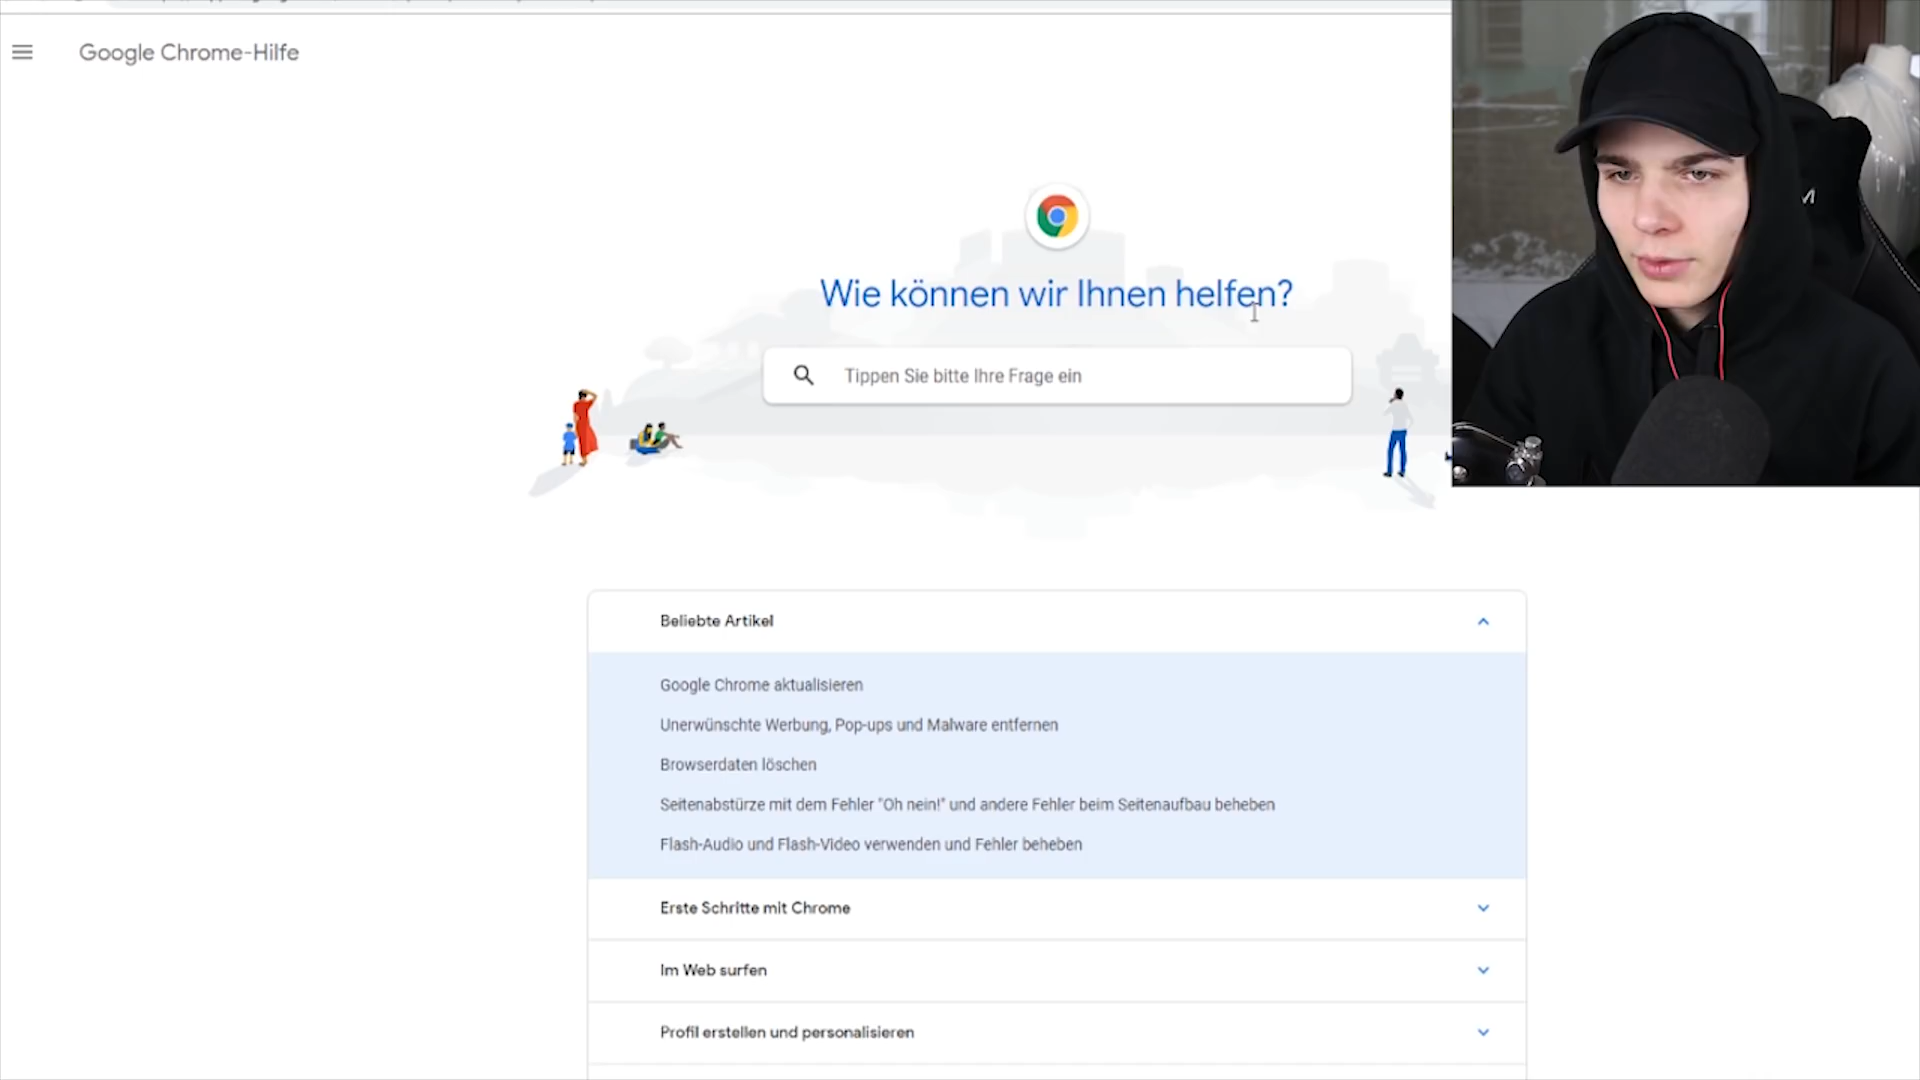 Google Chrome-Hilfe
Wie können wir Ihnen helfen?
Tippen Sie bitte Ihre Frage ein
Beliebte Artikel
Google Chrome aktualisieren
Unerwünschte Werbung, Pop-ups und Malware entfernen
Browserdaten löschen
Seitenabstürze mit dem Fehler "Oh nein!" und andere Fehler beim Seitenaufbau beheben
Flash-Audio und Flash-Video verwenden und Fehler beheben
Erste Schritte mit Chrome
Im Web surfen
Profil erstellen und personalisieren